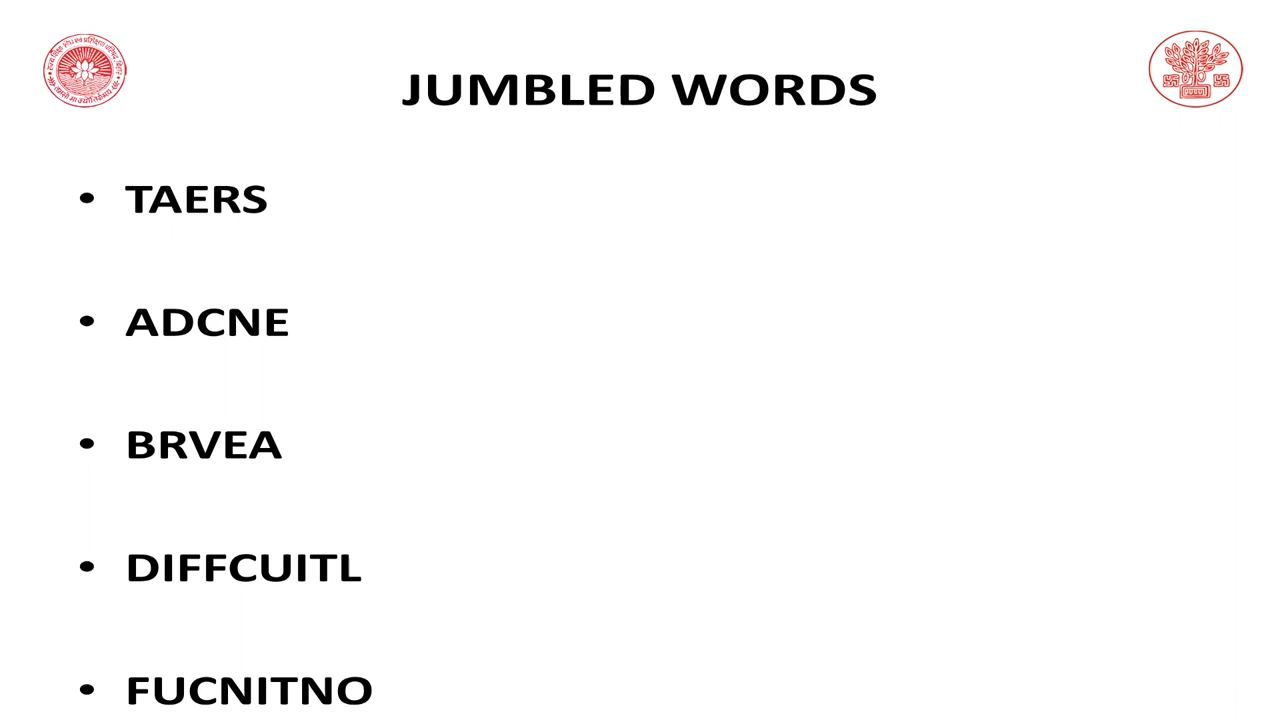 JUMBLED WORDS
• TAERS
• ADCNE
• BRVEA
• DIFFCUITL
• FUCNITNO